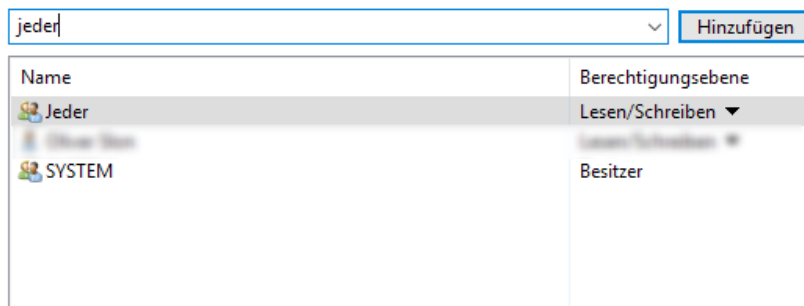 jeder Hinzufügen
Name Berechtigungsebene
Jeder Lesen/Schreiben
SYSTEM Besitzer